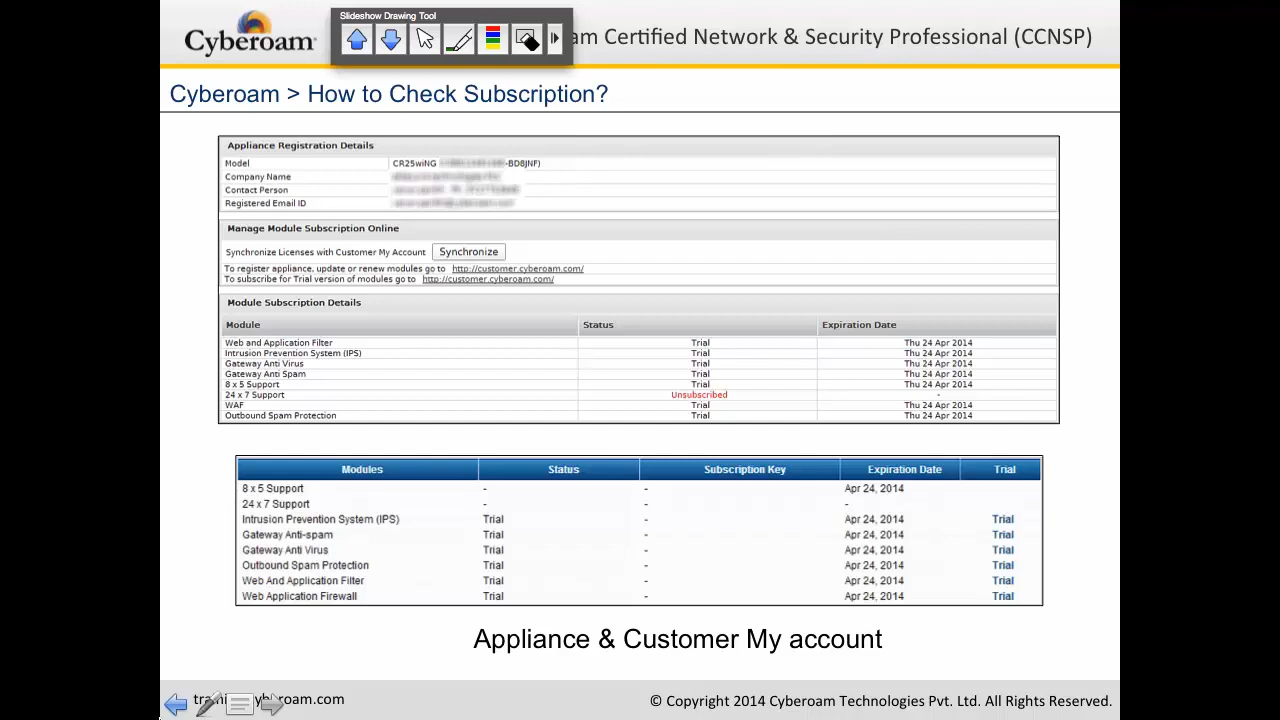 Slideshow Drawing Tool
Cyberoam
am Certified Network & Security Professional (CCNSP)
Cyberoam > How to Check Subscription?
Appliance Registration Details
Model CR25wiNG -BD8JNF)
Company Name
Contact Person
Registered Email ID
Manage Module Subscription Online
Synchronize Licenses with Customer My Account Synchronize
To register appliance, update or renew modules go to http://customer.cyberoam.com/
To subscribe for Trial version of modules go to http://customer.cyberoam.com/
Module Subscription Details
Module Status Expiration Date
Web and Application Filter Trial Thu 24 Apr 2014
Intrusion Prevention System (IPS) Trial Thu 24 Apr 2014
Gateway Anti Virus Trial Thu 24 Apr 2014
Gateway Anti Spam Trial Thu 24 Apr 2014
8 x 5 Support Trial Thu 24 Apr 2014
24 x 7 Support Unsubscribed -
WAF Trial Thu 24 Apr 2014
Outbound Spam Protection Trial Thu 24 Apr 2014
Modules Status Subscription Key Expiration Date Trial
8 x 5 Support - - Apr 24, 2014
24 x 7 Support - - -
Intrusion Prevention System (IPS) Trial - Apr 24, 2014 Trial
Gateway Anti-spam Trial - Apr 24, 2014 Trial
Gateway Anti Virus Trial - Apr 24, 2014 Trial
Outbound Spam Protection Trial - Apr 24, 2014 Trial
Web And Application Filter Trial - Apr 24, 2014 Trial
Web Application Firewall Trial - Apr 24, 2014 Trial
Appliance & Customer My account
© Copyright 2014 Cyberoam Technologies Pvt. Ltd. All Rights Reserved.